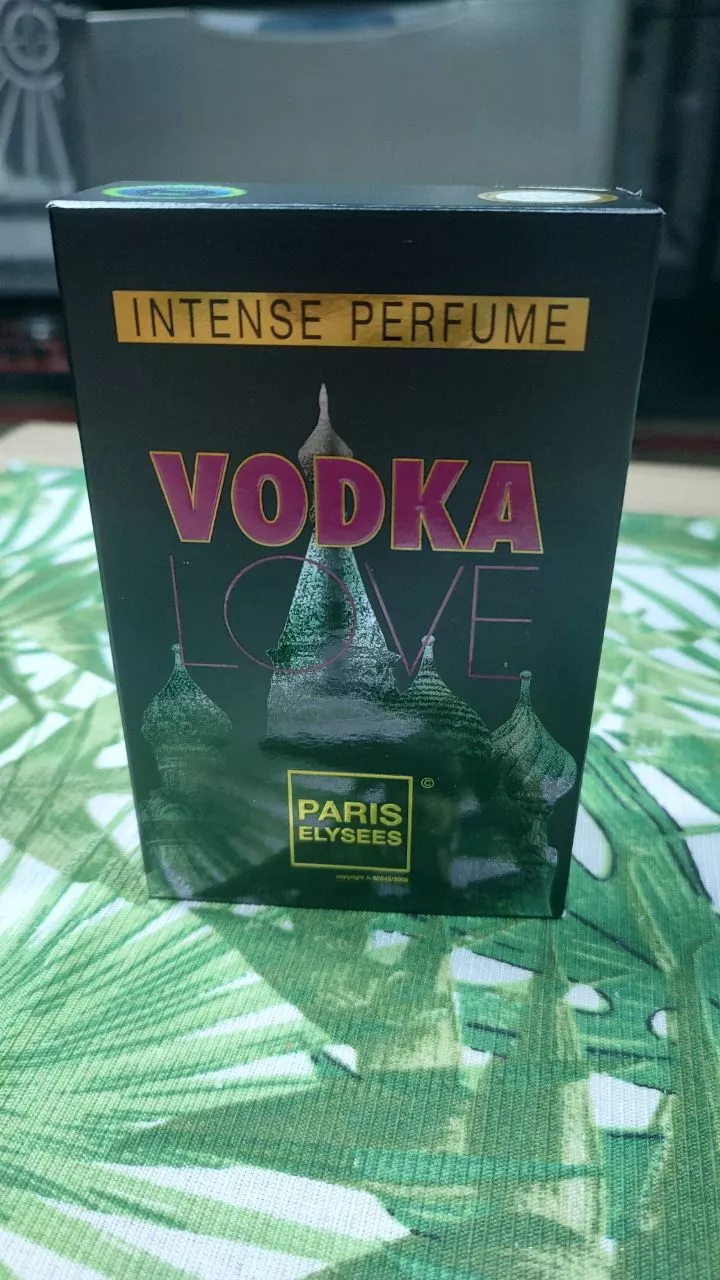 INTENSE PERFUME
VODKA
LOVE
PARIS
ELYSEES
©